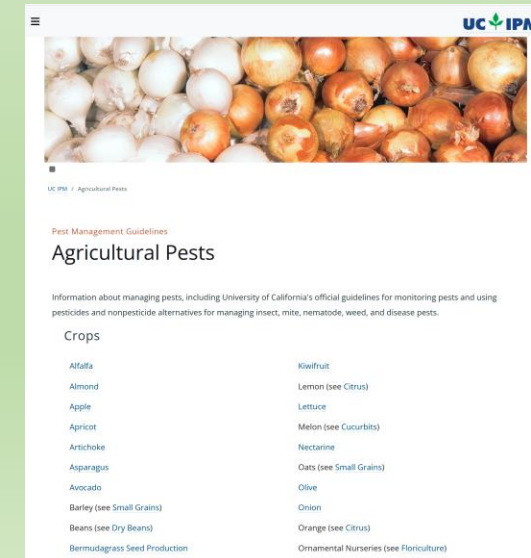 ☰
UC IPM
UC IPM / Agricultural Pests
Pest Management Guidelines
Agricultural Pests
Information about managing pests, including University of California's official guidelines for monitoring pests and using
pesticides and nonpesticide alternatives for managing insect, mite, nematode, weed, and disease pests.
Crops
Alfalfa
Almond
Apple
Apricot
Artichoke
Asparagus
Avocado
Barley (see Small Grains)
Beans (see Dry Beans)
Bermudagrass Seed Production
Kiwifruit
Lemon (see Citrus)
Lettuce
Melon (see Cucurbits)
Nectarine
Oats (see Small Grains)
Olive
Onion
Orange (see Citrus)
Ornamental Nurseries (see Floriculture)